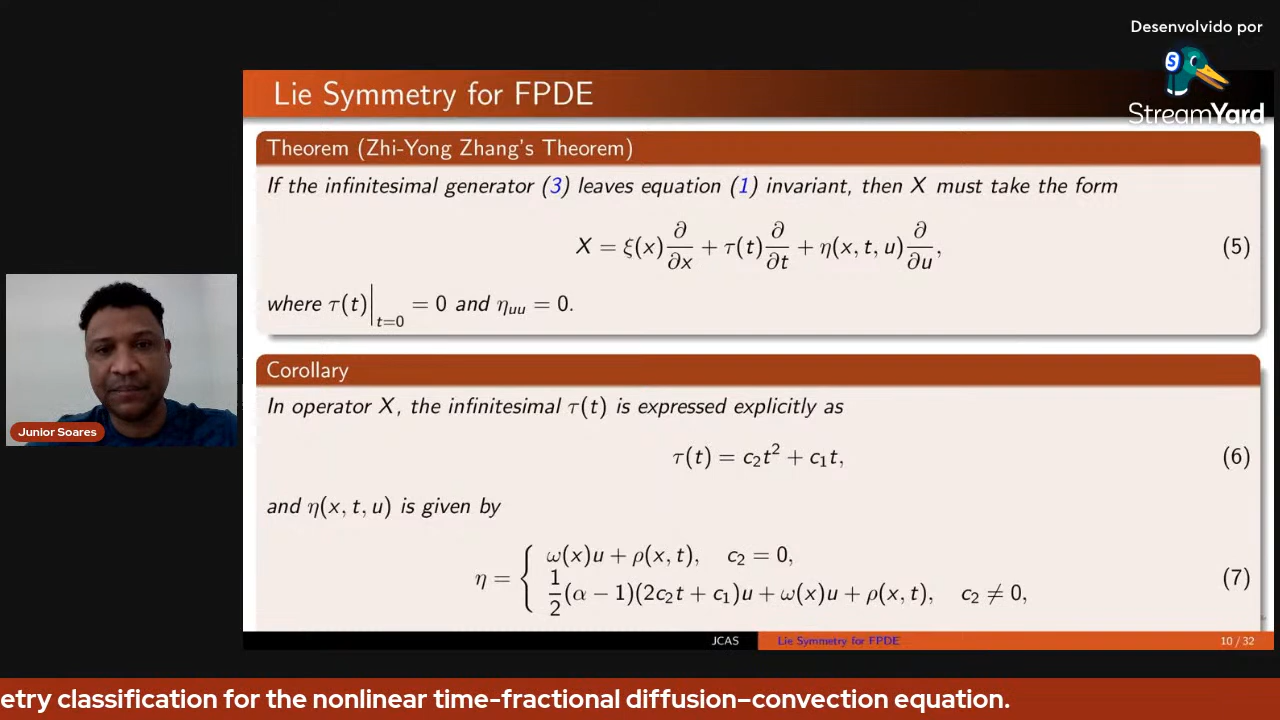 Desenvolvido por
StreamYard
Lie Symmetry for FPDE
Theorem (Zhi-Yong Zhang's Theorem)
If the infinitesimal generator (3) leaves equation (1) invariant, then X must take the form
X = ξ(x)∂/∂x + τ(t)∂/∂t + η(x, t, u)∂/∂u, (5)
where τ(t)|t=0 = 0 and ηuu = 0.
Corollary
In operator X, the infinitesimal τ(t) is expressed explicitly as
τ(t) = c₂t² + c₁t, (6)
and η(x, t, u) is given by
η = { ω(x)u + ρ(x, t), c₂ = 0,
1/2(α − 1)(2c₂t + c₁)u + ω(x)u + ρ(x, t), c₂ ≠ 0, (7)
Junior Soares
JCAS Lie Symmetry for FPDE 10 / 32
etry classification for the nonlinear time-fractional diffusion–convection equation.